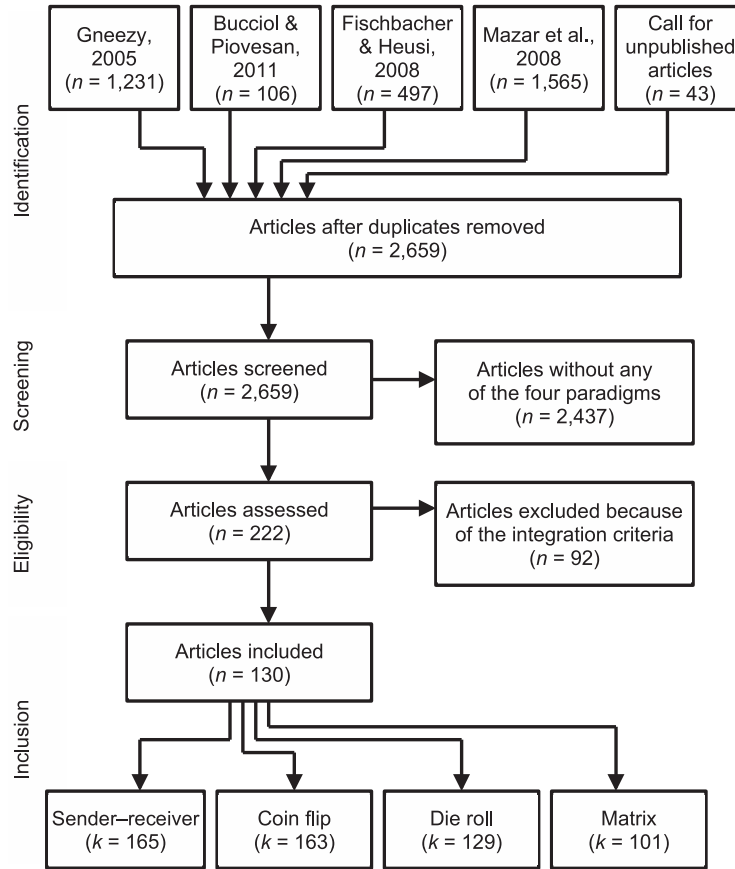 Gneezy,
2005
(n = 1,231)
Bucciol &
Piovesan,
2011
(n = 106)
Fischbacher
& Heusi,
2008
(n = 497)
Mazar et al.,
2008
(n = 1,565)
Call for
unpublished
articles
(n = 43)
Identification
Articles after duplicates removed
(n = 2,659)
Screening
Articles screened
(n = 2,659)
Articles without any
of the four paradigms
(n = 2,437)
Eligibility
Articles assessed
(n = 222)
Articles excluded because
of the integration criteria
(n = 92)
Inclusion
Articles included
(n = 130)
Sender–receiver
(k = 165)
Coin flip
(k = 163)
Die roll
(k = 129)
Matrix
(k = 101)